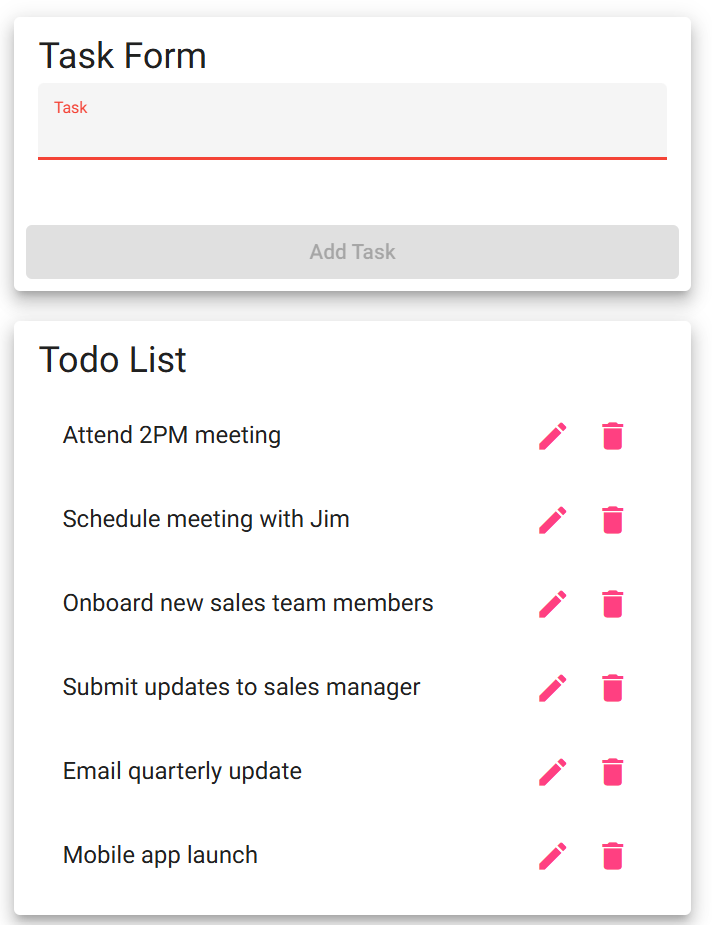 Task Form
Task
Add Task
Todo List
Attend 2PM meeting
Schedule meeting with Jim
Onboard new sales team members
Submit updates to sales manager
Email quarterly update
Mobile app launch